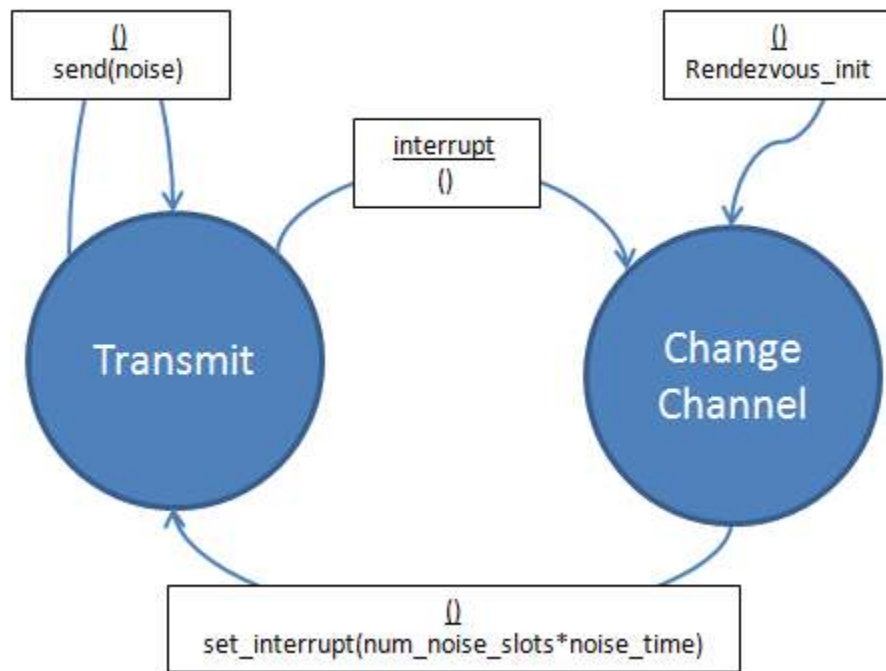 ()
send(noise)
()
Rendezvous_init
interrupt
()
Transmit
Change
Channel
()
set_interrupt(num_noise_slots*noise_time)